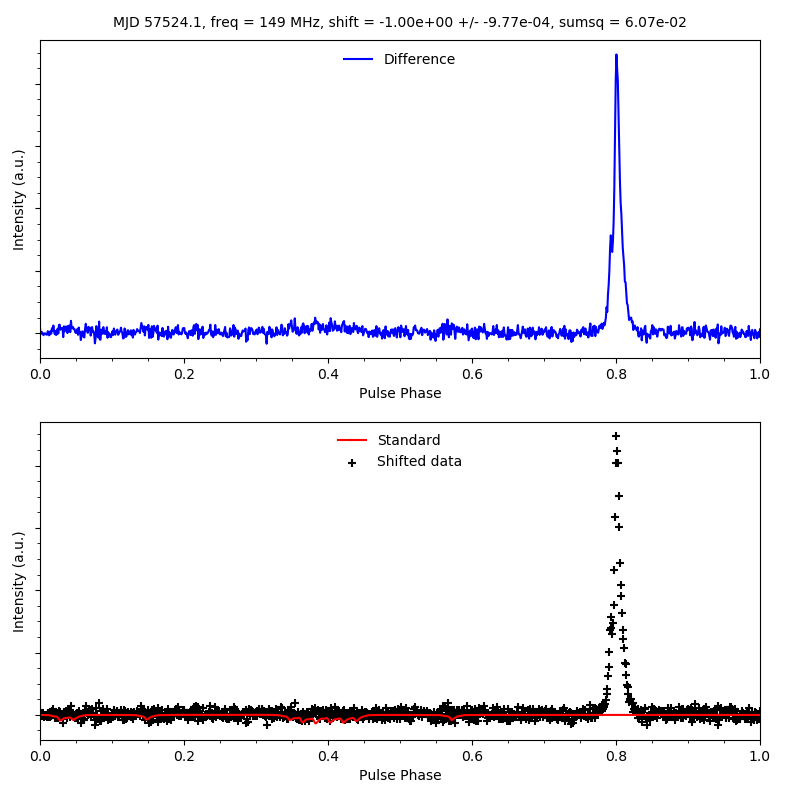 MJD 57524.1, freq = 149 MHz, shift = -1.00e+00 +/- -9.77e-04, sumsq = 6.07e-02
Difference
Intensity (a.u.)
0.0 0.2 0.4 0.6 0.8 1.0
Pulse Phase
Standard
Shifted data
Intensity (a.u.)
0.0 0.2 0.4 0.6 0.8 1.0
Pulse Phase